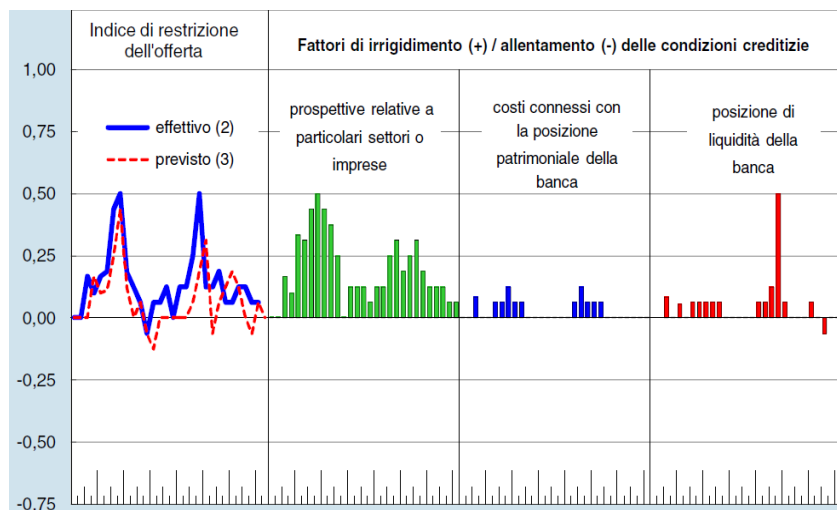 Indice di restrizione
dell'offerta
Fattori di irrigidimento (+) / allentamento (-) delle condizioni creditizie
1,00
0,75
0,50
0,25
0,00
-0,25
-0,50
-0.75
effettivo (2)
previsto (3)
prospettive relative a
particolari settori o
imprese
costi connessi con
la posizione
patrimoniale della
banca
posizione di
liquidità della
banca